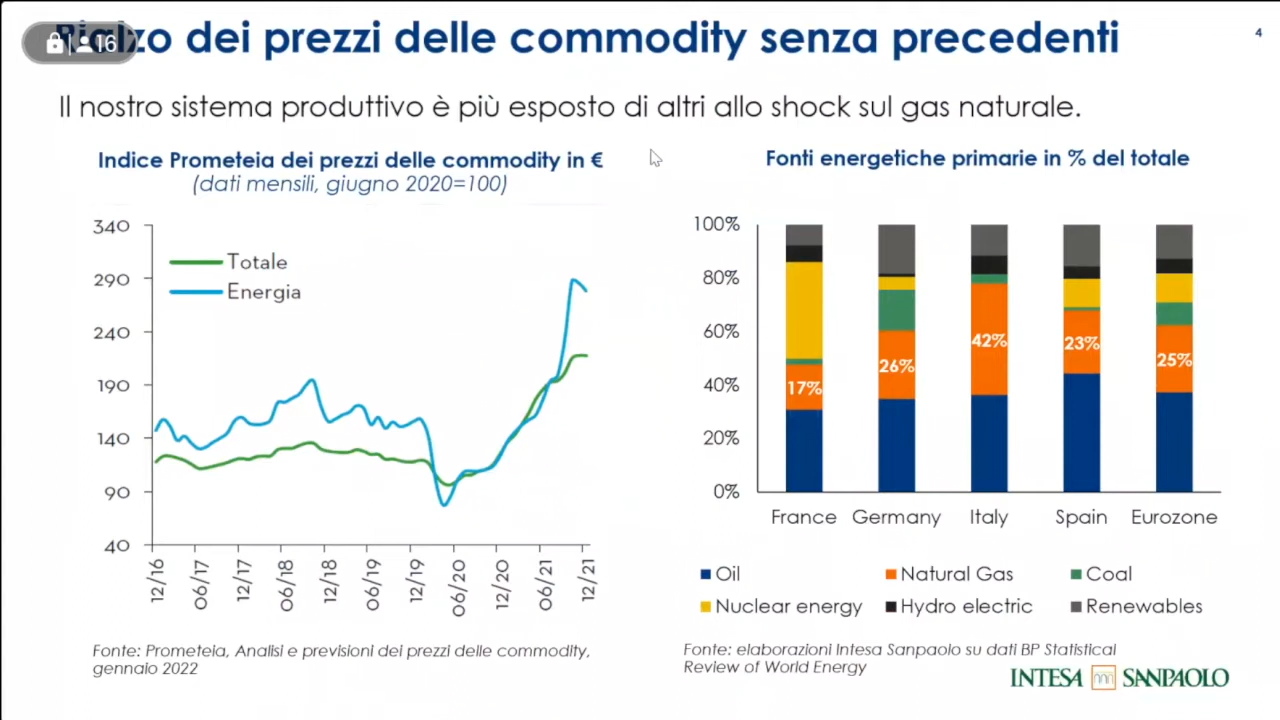 Rialzo dei prezzi delle commodity senza precedenti
16
4
Il nostro sistema produttivo è più esposto di altri allo shock sul gas naturale.
Indice Prometeia dei prezzi delle commodity in €
(dati mensili, giugno 2020=100)
340
290
240
190
140
90
40
Totale
Energia
12/16
06/17
12/17
06/18
12/18
06/19
12/19
06/20
12/20
06/21
12/21
Fonte: Prometeia, Analisi e previsioni dei prezzi delle commodity,
gennaio 2022
Fonti energetiche primarie in % del totale
100%
80%
60%
40%
20%
0%
17%
26%
42%
23%
25%
France Germany Italy Spain Eurozone
Oil Natural Gas Coal
Nuclear energy Hydro electric Renewables
Fonte: elaborazioni Intesa Sanpaolo su dati BP Statistical
Review of World Energy
INTESA SANPAOLO